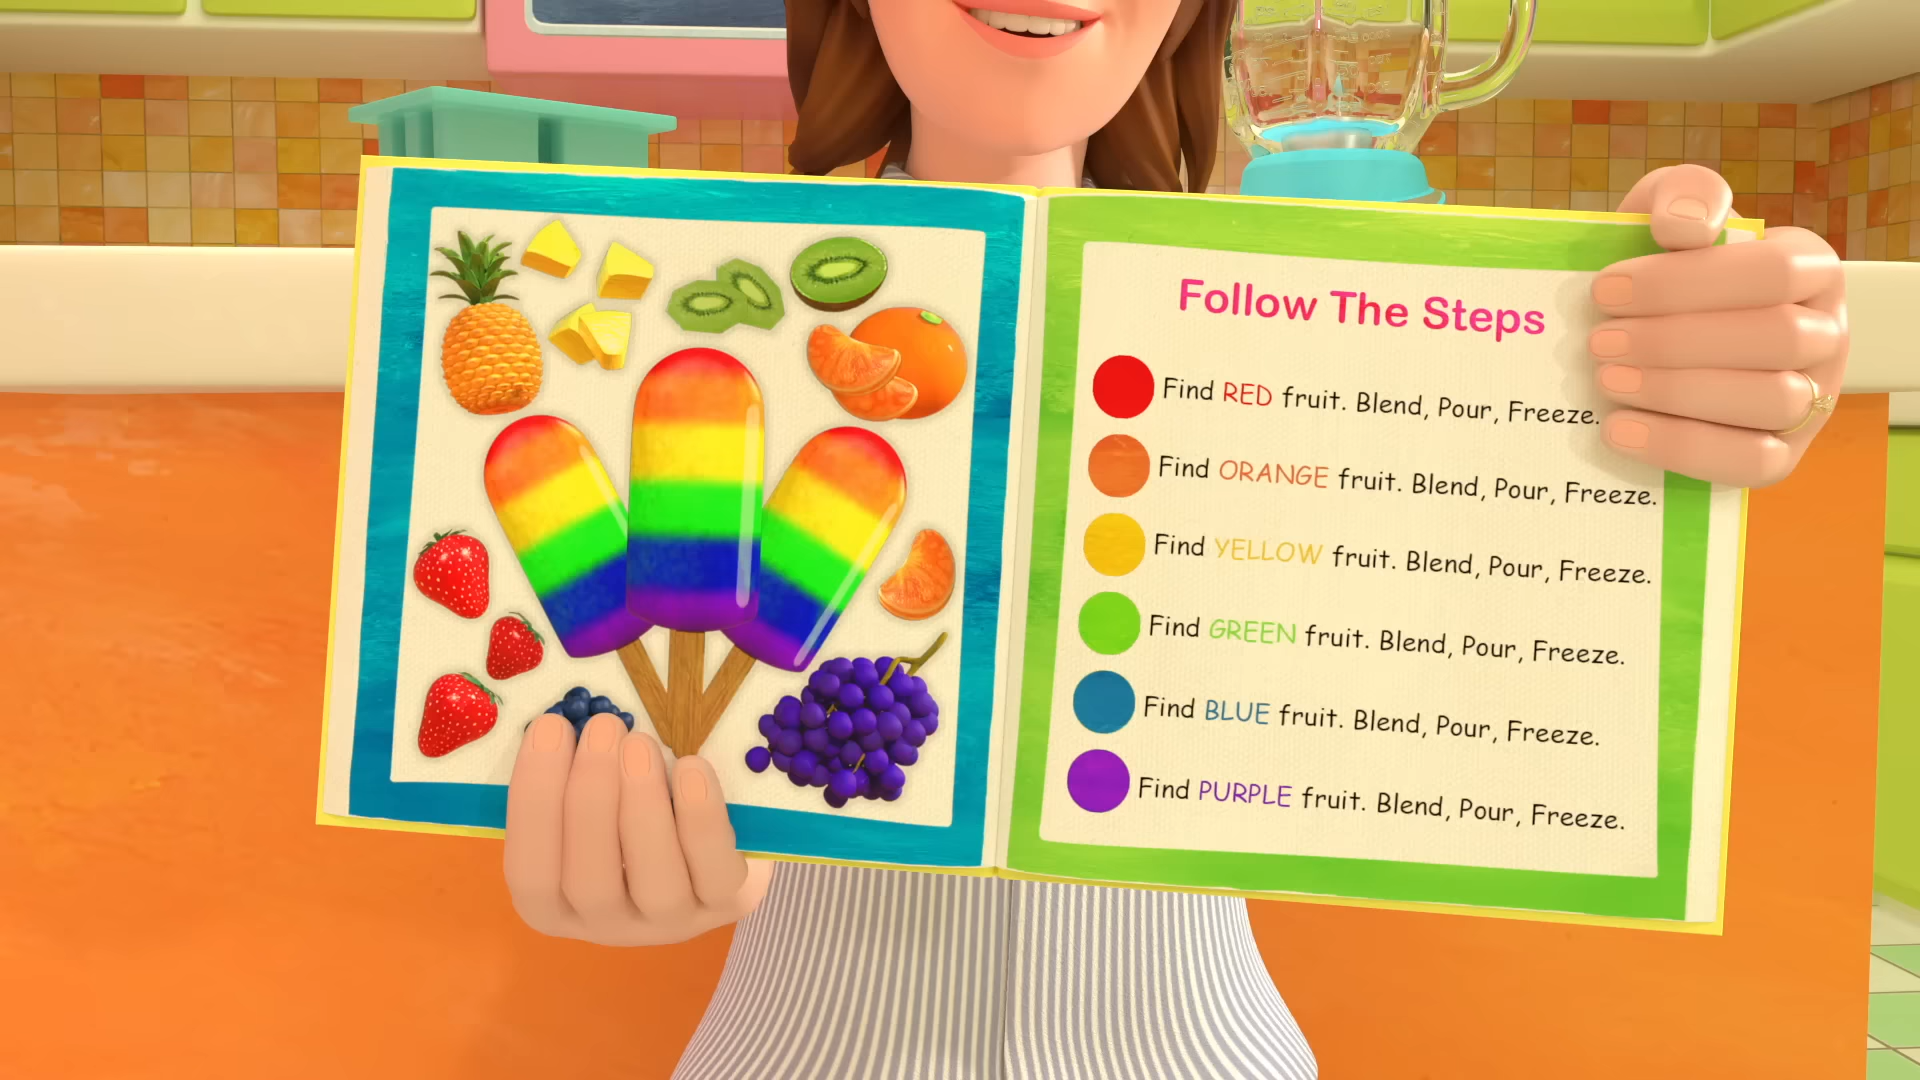 Follow The Steps
Find RED fruit. Blend, Pour, Freeze.
Find ORANGE fruit. Blend, Pour, Freeze.
Find YELLOW fruit. Blend, Pour, Freeze.
Find GREEN fruit. Blend, Pour, Freeze.
Find BLUE fruit. Blend, Pour, Freeze.
Find PURPLE fruit. Blend, Pour, Freeze.